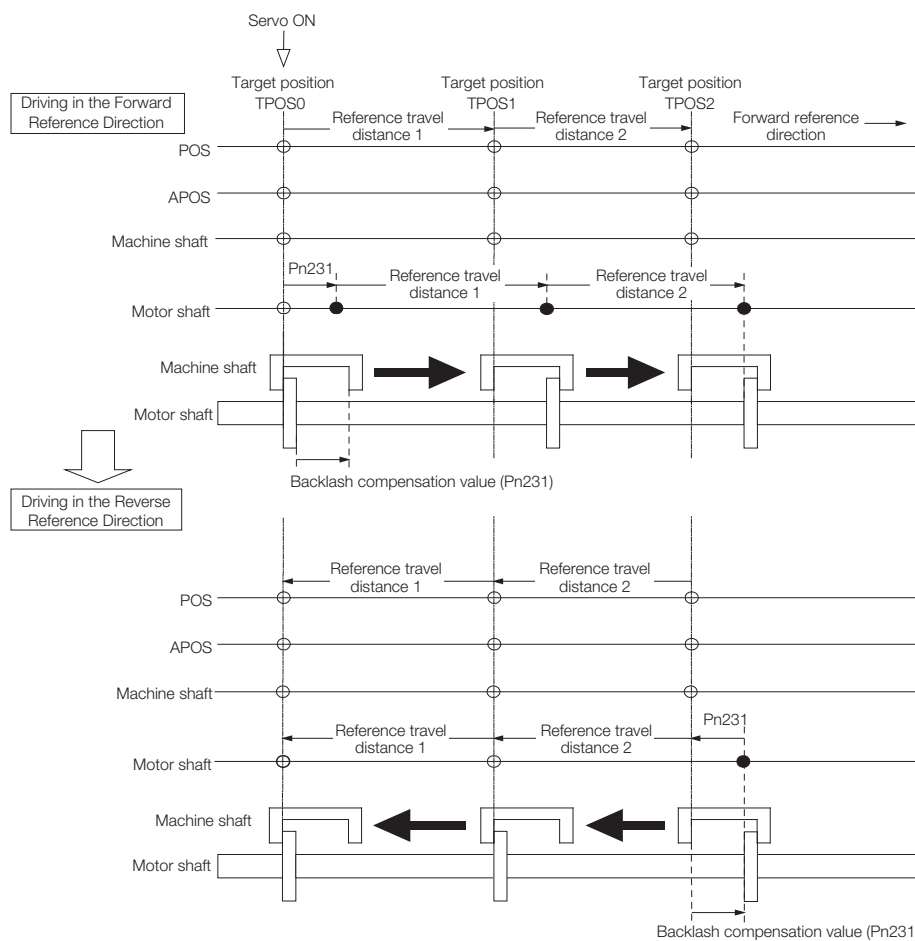 Servo ON
Target position
TPOS0
Target position
TPOS1
Target position
TPOS2
Driving in the Forward
Reference Direction
Reference travel
distance 1
Reference travel
distance 2
Forward reference
direction
POS
APOS
Machine shaft
Pn231
Reference travel
distance 1
Reference travel
distance 2
Motor shaft
Machine shaft
Motor shaft
Backlash compensation value (Pn231)
Driving in the Reverse
Reference Direction
Reference travel
distance 1
Reference travel
distance 2
POS
APOS
Machine shaft
Reference travel
distance 1
Reference travel
distance 2
Pn231
Motor shaft
Machine shaft
Motor shaft
Backlash compensation value (Pn231